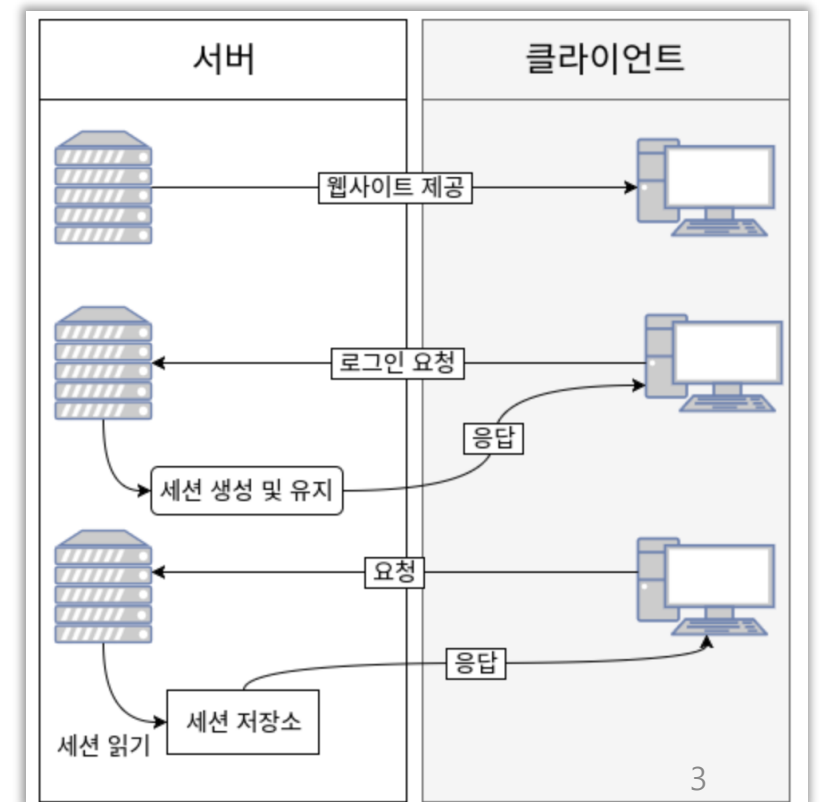 서버
클라이언트
웹사이트 제공
로그인 요청
응답
세션 생성 및 유지
요청
응답
세션 저장소
세션 읽기
3